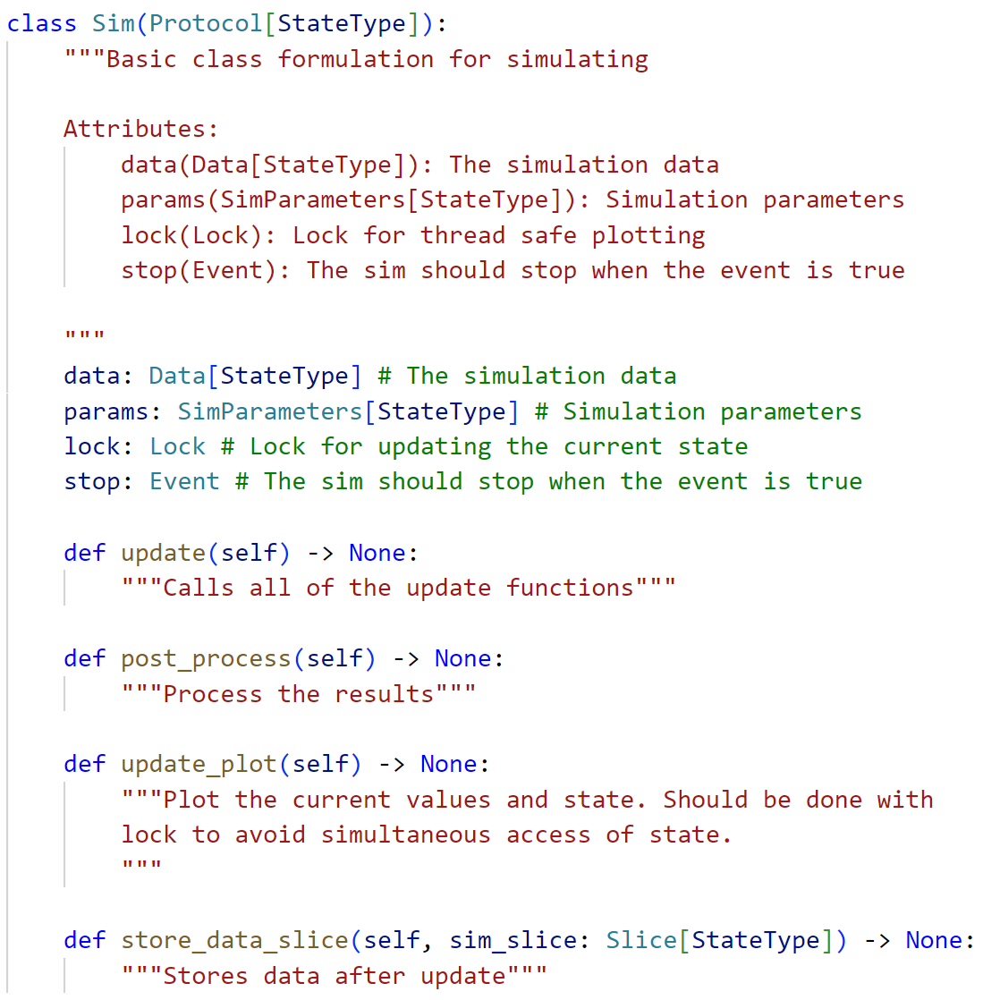 class Sim(Protocol[StateType]):
    """Basic class formulation for simulating

    Attributes:
        data(Data[StateType]): The simulation data
        params(SimParameters[StateType]): Simulation parameters
        lock(Lock): Lock for thread safe plotting
        stop(Event): The sim should stop when the event is true

    """
    data: Data[StateType] # The simulation data
    params: SimParameters[StateType] # Simulation parameters
    lock: Lock # Lock for updating the current state
    stop: Event # The sim should stop when the event is true

    def update(self) -> None:
        """Calls all of the update functions"""

    def post_process(self) -> None:
        """Process the results"""

    def update_plot(self) -> None:
        """Plot the current values and state. Should be done with
        lock to avoid simultaneous access of state.
        """

    def store_data_slice(self, sim_slice: Slice[StateType]) -> None:
        """Stores data after update"""